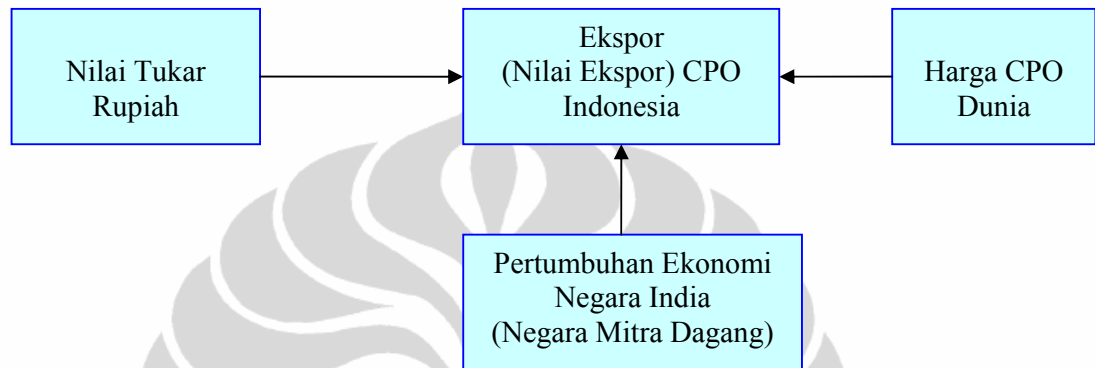 Nilai Tukar
Rupiah
Ekspor
(Nilai Ekspor) CPO
Indonesia
Harga CPO
Dunia
Pertumbuhan Ekonomi
Negara India
(Negara Mitra Dagang)